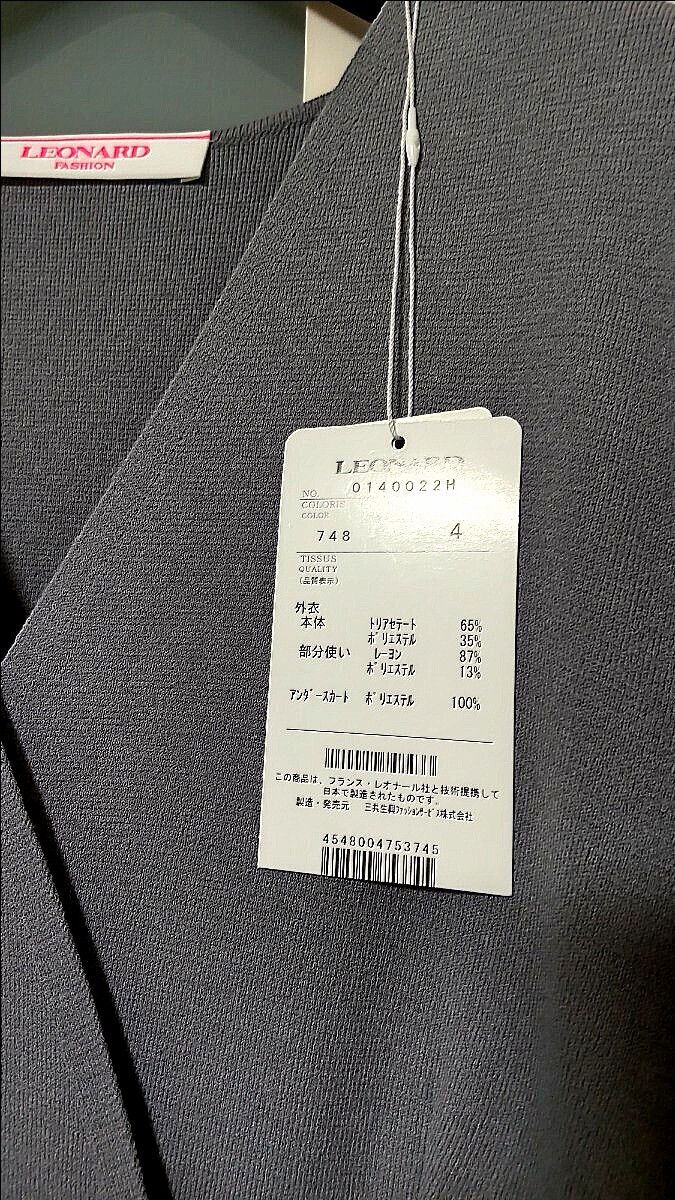 LEONARD
FASHION
LEONARD
NO. 0140022H
COLORIS
COLOR
748 4
TISSUS
QUALITY
(品質表示)
外衣
本体 トリアセテート 65%
ポリエステル 35%
部分使い レーヨン 87%
ポリエステル 13%
アンダースカート ポリエステル 100%
この商品は、フランス・レオナール社と技術提携して
日本で製造されたものです。
製造・発売元 三共生興ファッションサービス株式会社
4548004753745